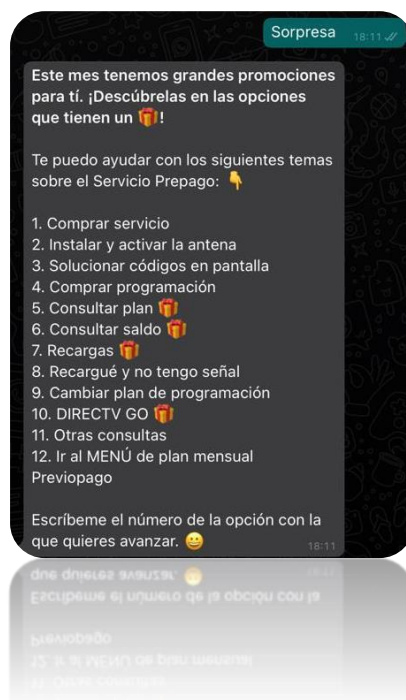 Sorpresa
18:11
Este mes tenemos grandes promociones
para tí. ¡Descúbrelas en las opciones
que tienen un 🎁!
Te puedo ayudar con los siguientes temas
sobre el Servicio Prepago: 👇
1. Comprar servicio
2. Instalar y activar la antena
3. Solucionar códigos en pantalla
4. Comprar programación
5. Consultar plan 🎁
6. Consultar saldo 🎁
7. Recargas 🎁
8. Recargué y no tengo señal
9. Cambiar plan de programación
10. DIRECTV GO 🎁
11. Otras consultas
12. Ir al MENÚ de plan mensual
Previopago
Escríbeme el número de la opción con la
que quieres avanzar. 😀
18:11